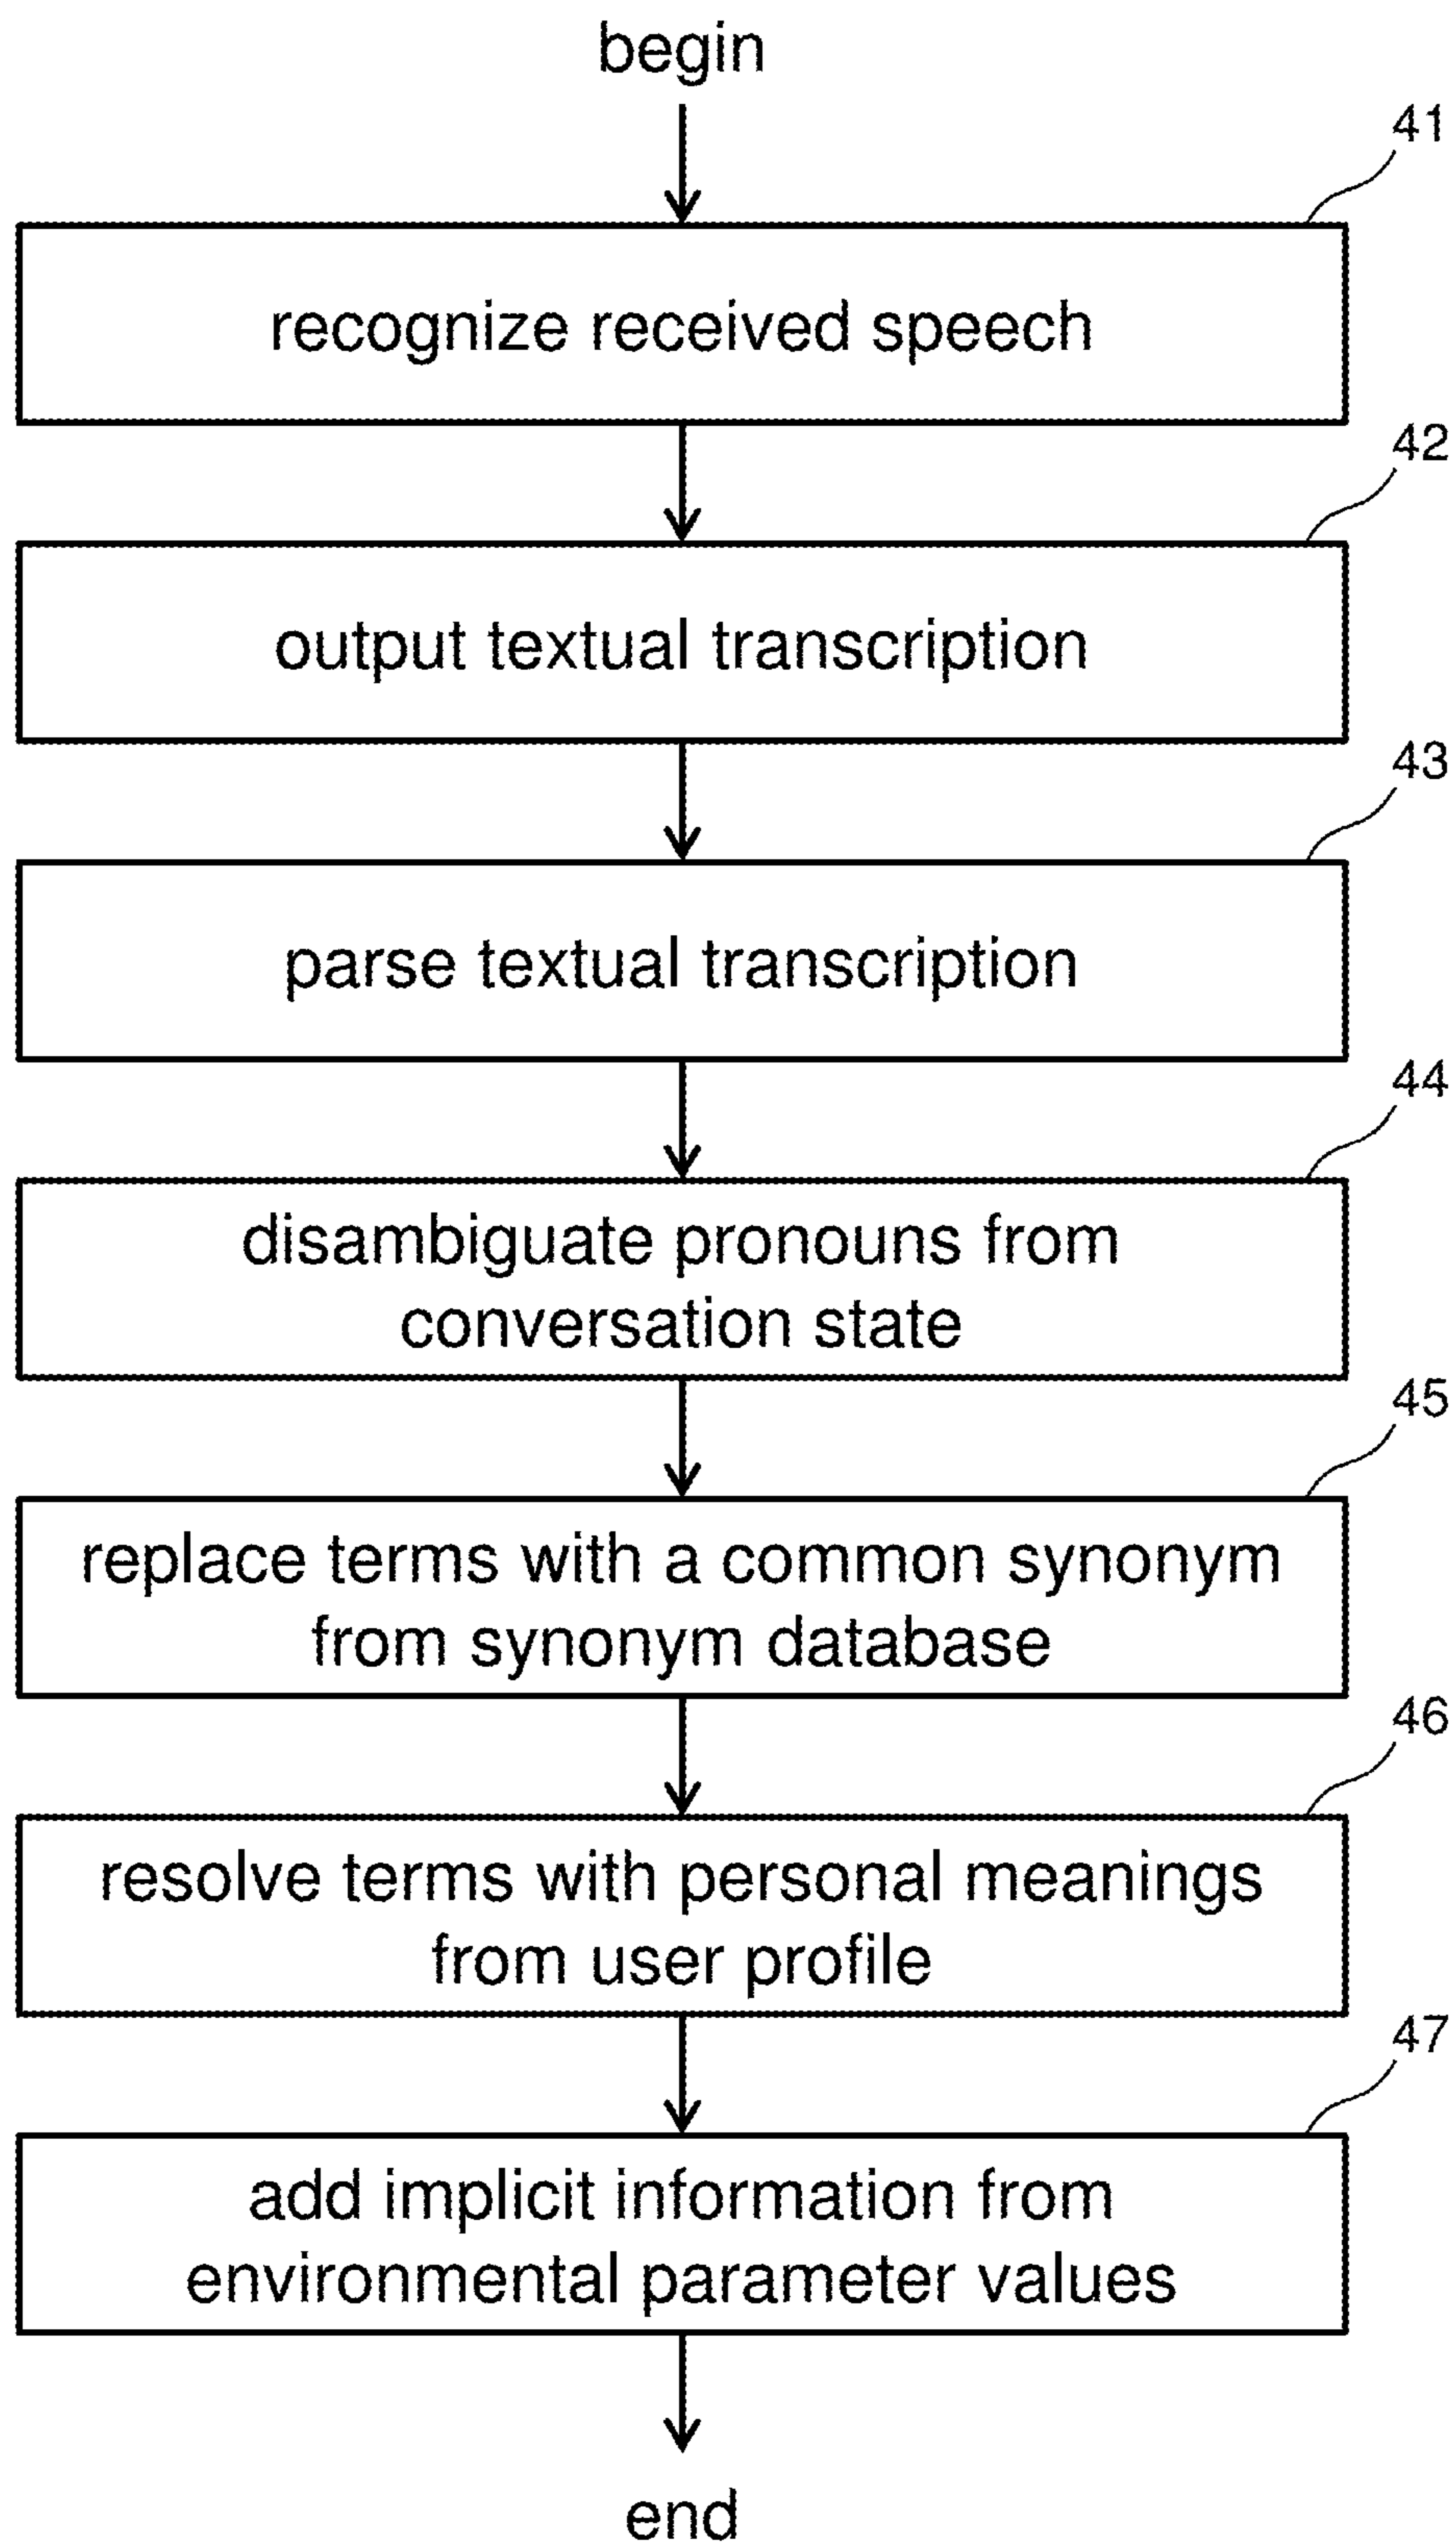 begin
41
recognize received speech
42
output textual transcription
43
parse textual transcription
44
disambiguate pronouns from
conversation state
45
replace terms with a common synonym
from synonym database
46
resolve terms with personal meanings
from user profile
47
add implicit information from
environmental parameter values
end